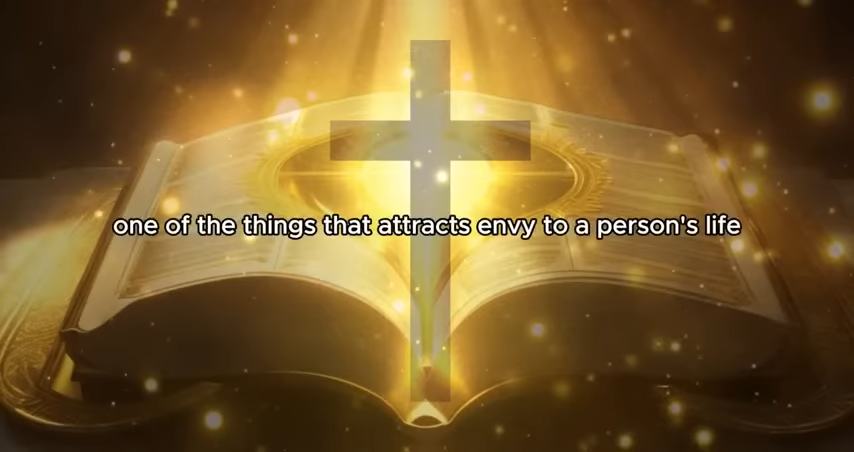 one of the things that attracts envy to a person's life